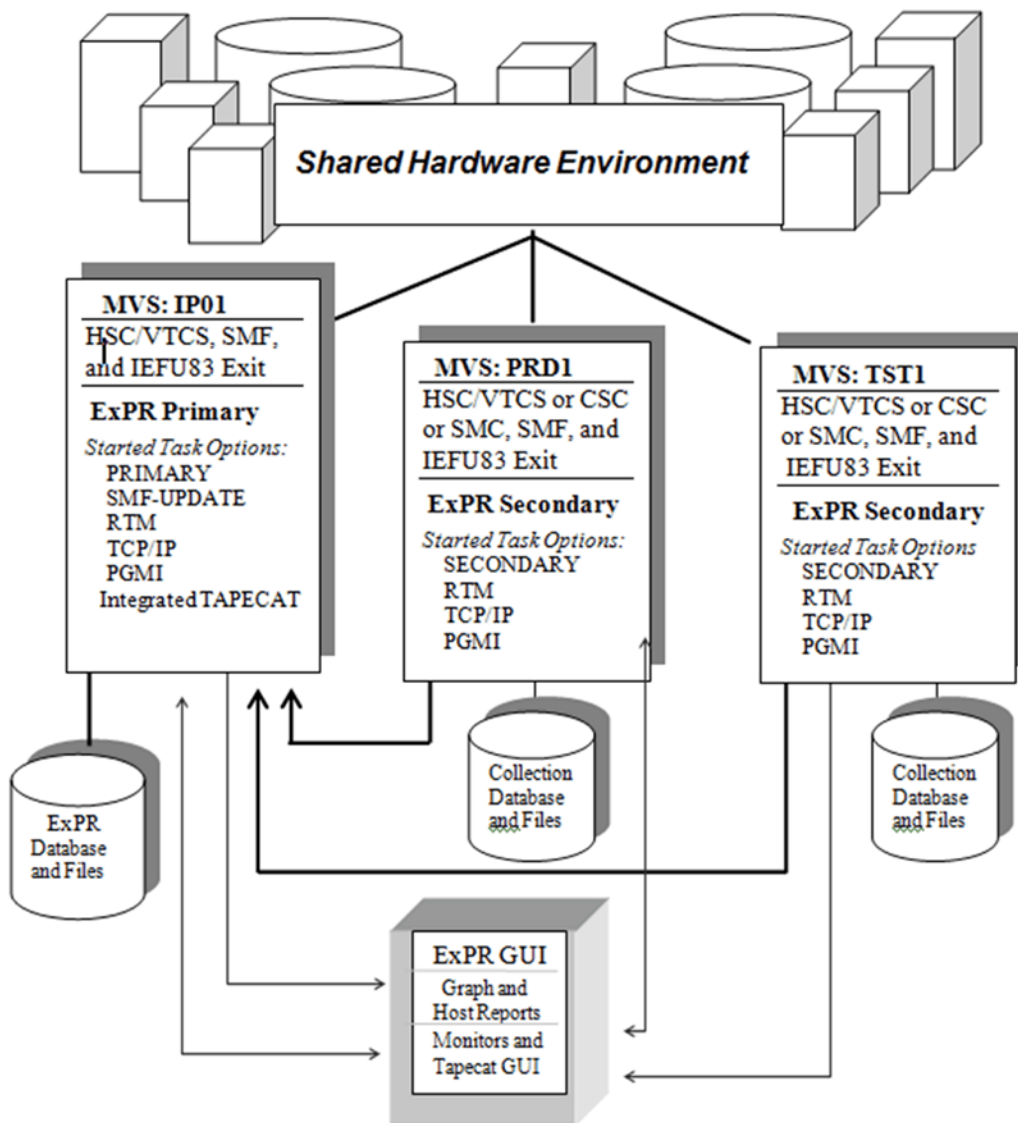 Shared Hardware Environment
MVS: IP01
HSC/VTCS, SMF,
and IEFU83 Exit
ExPR Primary
Started Task Options:
PRIMARY
SMF-UPDATE
RTM
TCP/IP
PGMI
Integrated TAPECAT
MVS: PRD1
HSC/VTCS or CSC
or SMC, SMF, and
IEFU83 Exit
ExPR Secondary
Started Task Options:
SECONDARY
RTM
TCP/IP
PGMI
MVS: TST1
HSC/VTCS or CSC
or SMC, SMF, and
IEFU83 Exit
ExPR Secondary
Started Task Options
SECONDARY
RTM
TCP/IP
PGMI
ExPR
Database
and Files
Collection
Database
and Files
Collection
Database
and Files
ExPR GUI
Graph and
Host Reports
Monitors and
Tapecat GUI